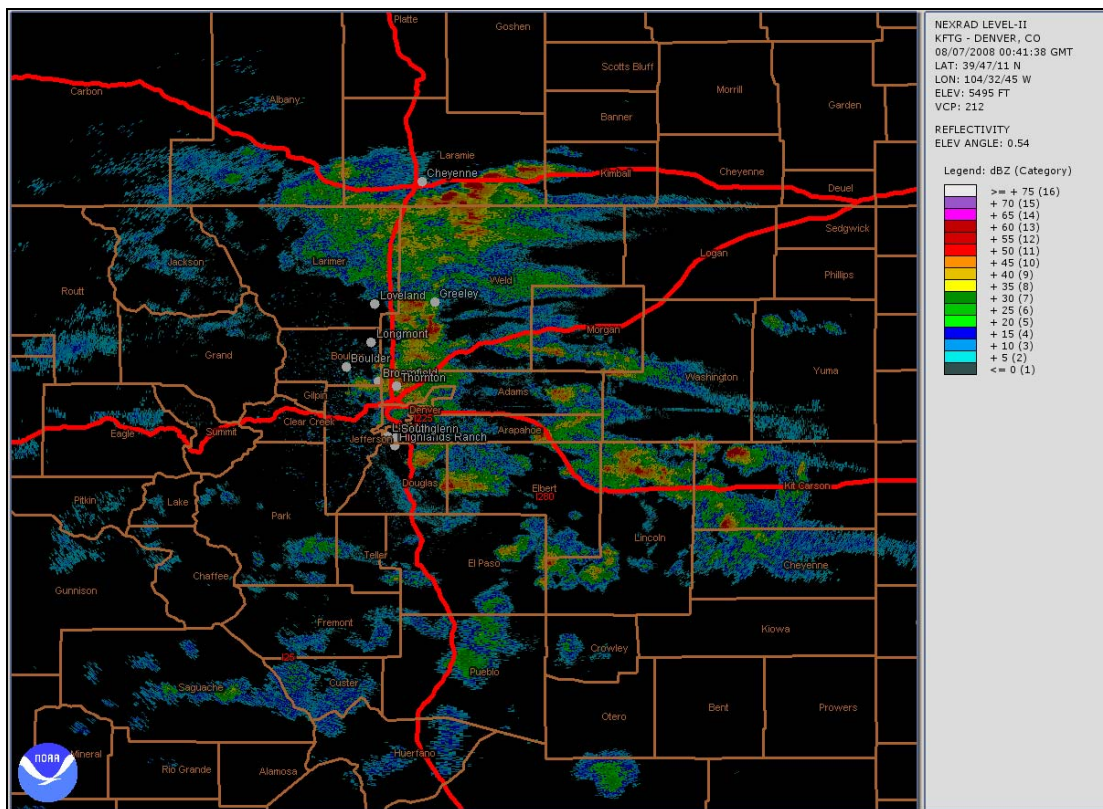 NEXRAD LEVEL-II
KFTG - DENVER, CO
08/07/2008 00:41:38 GMT
LAT: 39/47/11 N
LON: 104/32/45 W
ELEV: 5495 FT
VCP: 212
REFLECTIVITY
ELEV ANGLE: 0.54
Legend: dBZ (Category)
>= + 75 (16)
+ 70 (15)
+ 65 (14)
+ 60 (13)
+ 55 (12)
+ 50 (11)
+ 45 (10)
+ 40 (9)
+ 35 (8)
+ 30 (7)
+ 25 (6)
+ 20 (5)
+ 15 (4)
+ 10 (3)
+ 5 (2)
<= 0 (1)
Platte
Goshen
Scotts Bluff
Carbon
Albany
Morrill
Garden
Banner
Laramie
Cheyenne
Kimball
Cheyenne
Deuel
Sedgwick
Logan
Larimer
Jackson
Weld
Phillips
Routt
Loveland
Greeley
Morgan
Longmont
Grand
Boulder
Thornton
Washington
Yuma
Gilpin
Adams
Denver
I225
Eagle
Summit
Clear Creek
Southglenn
Jefferson
Highlands Ranch
Arapahoe
Douglas
Elbert
I280
Kit Carson
Pitkin
Lake
Park
Lincoln
Teller
El Paso
Cheyenne
Chaffee
Gunnison
Fremont
Kiowa
Crowley
I25
Pueblo
Saguache
Custer
Otero
Bent
Prowers
Mineral
Rio Grande
Alamosa
Huerfano
NOAA